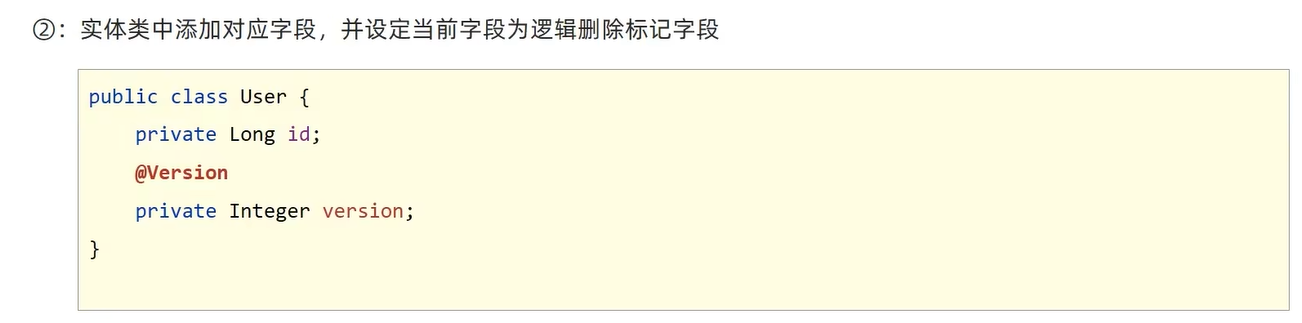 ②：实体类中添加对应字段，并设定当前字段为逻辑删除标记字段
public class User {
    private Long id;
    @Version
    private Integer version;
}